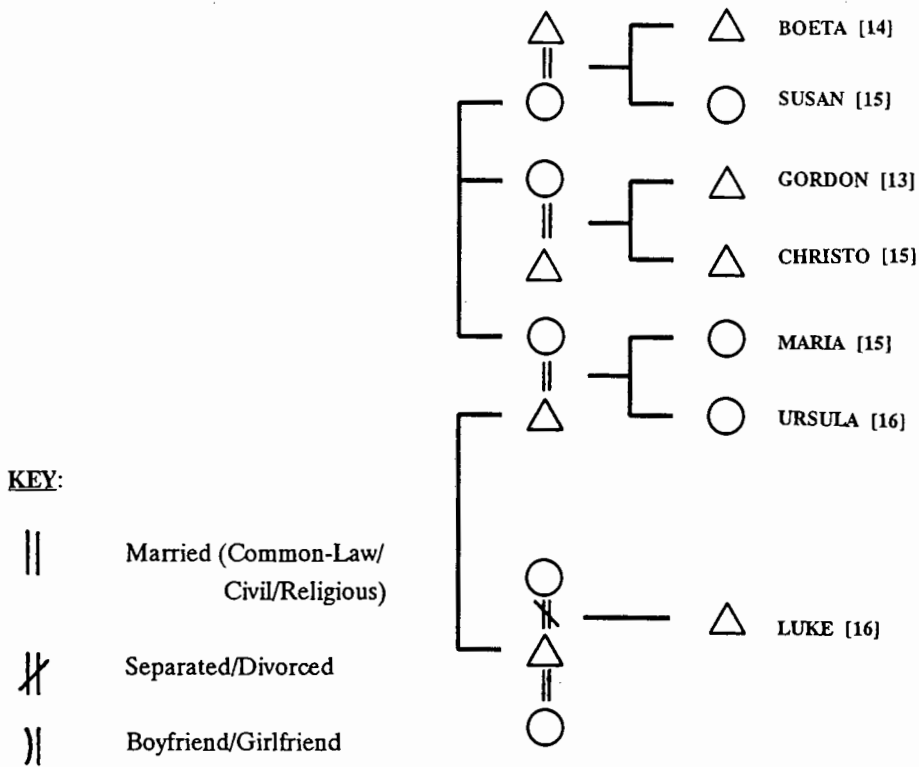 BOETA [14]
SUSAN [15]
GORDON [13]
CHRISTO [15]
MARIA [15]
URSULA [16]
LUKE [16]
KEY:
Married (Common-Law/
Civil/Religious)
Separated/Divorced
Boyfriend/Girlfriend